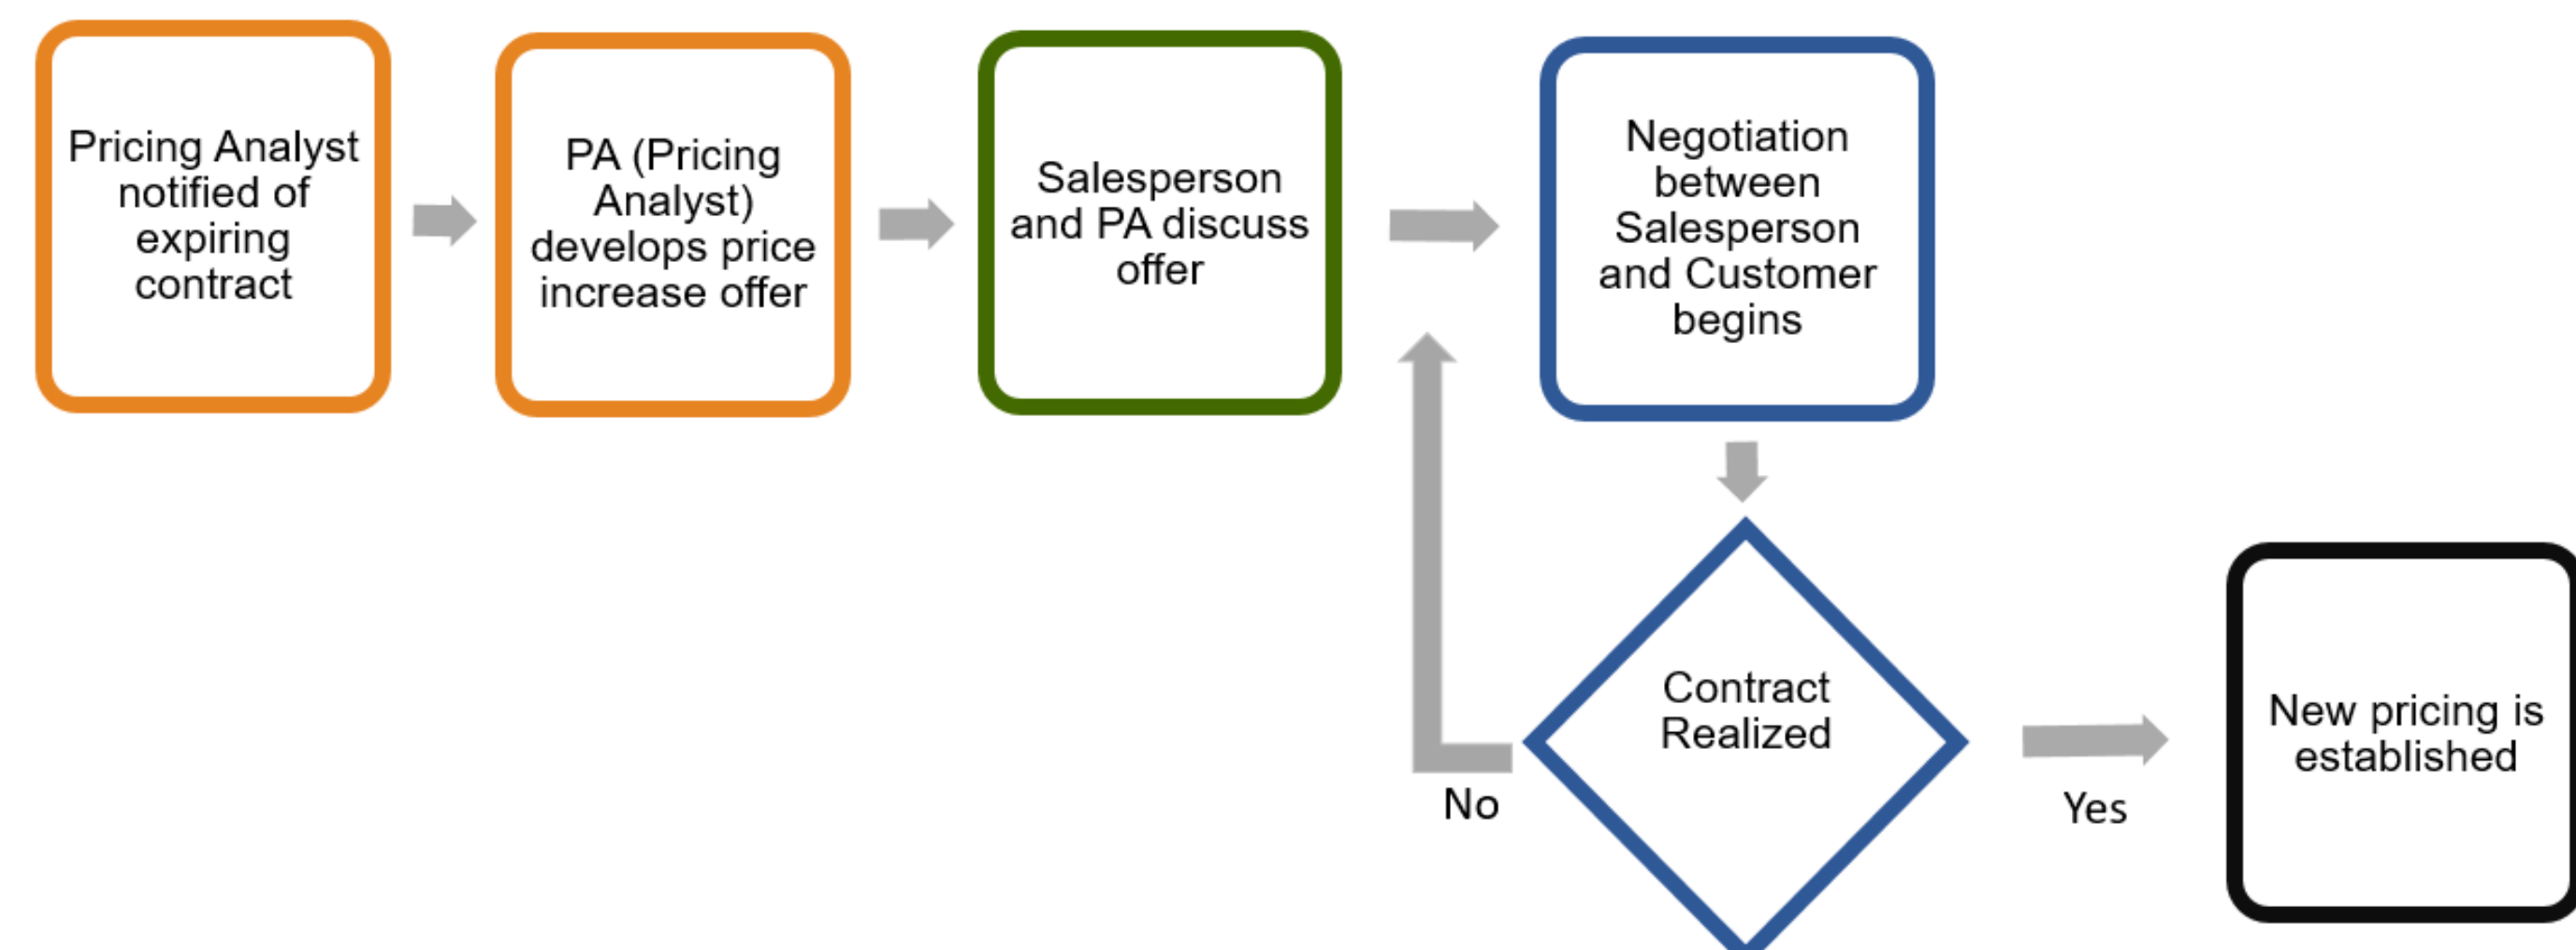 Pricing Analyst
notified of
expiring
contract
PA (Pricing
Analyst)
develops price
increase offer
Salesperson
and PA discuss
offer
Negotiation
between
Salesperson
and Customer
begins
Contract
Realized
No
Yes
New pricing is
established